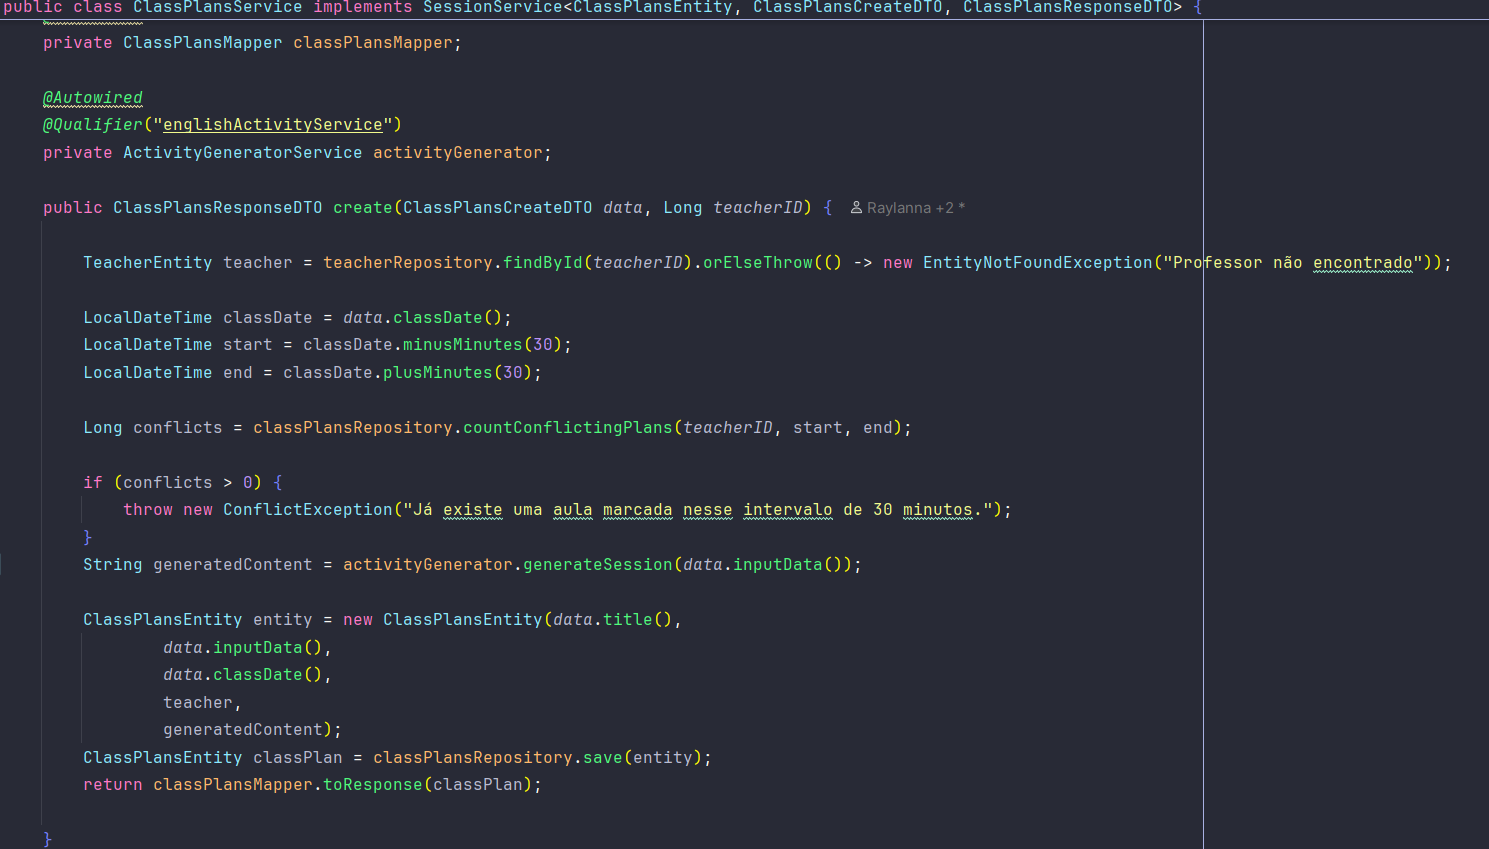 public class ClassPlansService implements SessionService<ClassPlansEntity, ClassPlansCreateDTO, ClassPlansResponseDTO> {
private ClassPlansMapper classPlansMapper;
@Autowired
@Qualifier("englishActivityService")
private ActivityGeneratorService activityGenerator;
public ClassPlansResponseDTO create(ClassPlansCreateDTO data, Long teacherID) { Raylanna +2 *
TeacherEntity teacher = teacherRepository.findById(teacherID).orElseThrow(() -> new EntityNotFoundException("Professor não encontrado"));
LocalDateTime classDate = data.classDate();
LocalDateTime start = classDate.minusMinutes(30);
LocalDateTime end = classDate.plusMinutes(30);
Long conflicts = classPlansRepository.countConflictingPlans(teacherID, start, end);
if (conflicts > 0) {
throw new ConflictException("Já existe uma aula marcada nesse intervalo de 30 minutos.");
}
String generatedContent = activityGenerator.generateSession(data.inputData());
ClassPlansEntity entity = new ClassPlansEntity(data.title(),
data.inputData(),
data.classDate(),
teacher,
generatedContent);
ClassPlansEntity classPlan = classPlansRepository.save(entity);
return classPlansMapper.toResponse(classPlan);
}